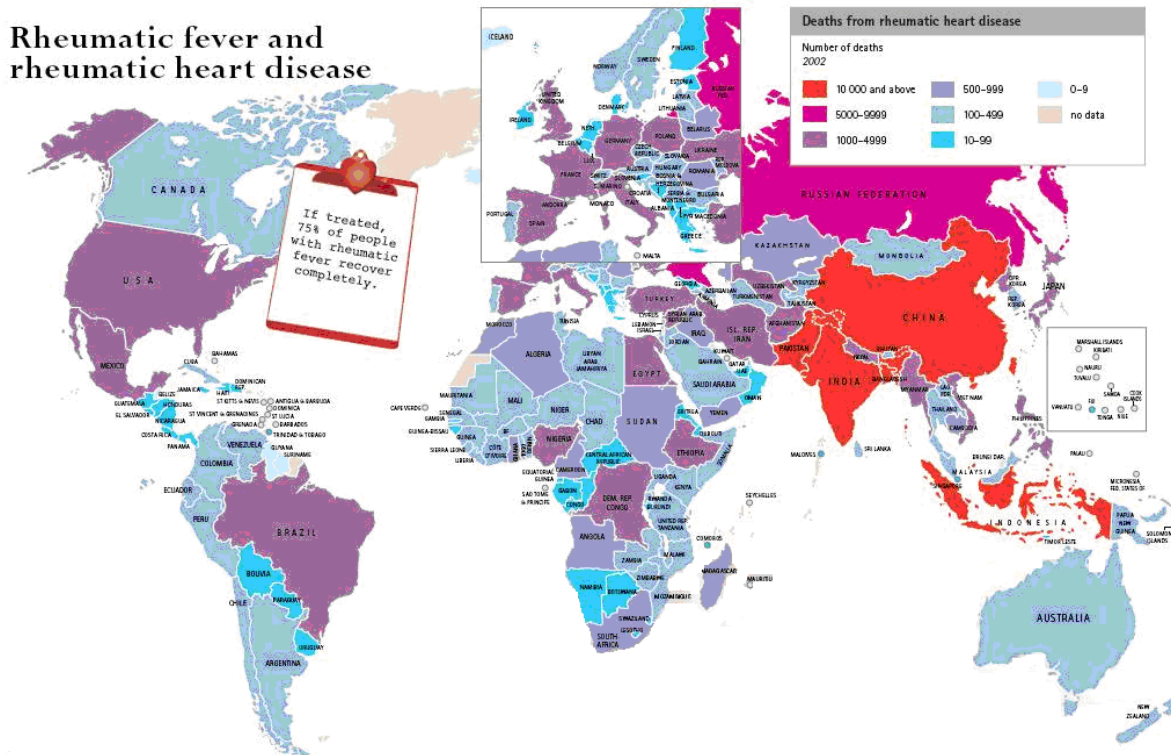 Rheumatic fever and
rheumatic heart disease
If treated,
75% of people
with rheumatic
fever recover
completely.
Deaths from rheumatic heart disease
Number of deaths
2002
10 000 and above
5000–9999
1000–4999
500–999
100–499
10–99
0–9
no data
ICELAND
NORWAY
SWEDEN
FINLAND
ESTONIA
LATVIA
LITHUANIA
RUSSIAN
FED.
DENMARK
UNITED
KINGDOM
IRELAND
NETH.
BELGIUM
LUX.
GERMANY
POLAND
BELARUS
UKRAINE
CZECH
REPUBLIC
SLOVAKIA
REP.
MOLDOVA
FRANCE
SWITZ.
AUSTRIA
HUNGARY
ROMANIA
SLOVENIA
CROATIA
BOSNIA &
HERZEGOVINA
SERBIA &
MONTENEGRO
BULGARIA
S. MARINO
MONACO
ITALY
ANDORRA
PORTUGAL
SPAIN
ALBANIA
FYR MACEDONIA
GREECE
MALTA
CANADA
USA
MEXICO
BAHAMAS
CUBA
JAMAICA
HAITI
DOMINICAN
REP.
BELIZE
GUATEMALA
HONDURAS
EL SALVADOR
NICARAGUA
COSTA RICA
PANAMA
ST KITTS & NEVIS
ANTIGUA & BARBUDA
DOMINICA
ST LUCIA
ST VINCENT & GRENADINES
BARBADOS
GRENADA
TRINIDAD & TOBAGO
VENEZUELA
GUYANA
SURINAME
COLOMBIA
ECUADOR
PERU
BRAZIL
BOLIVIA
PARAGUAY
CHILE
ARGENTINA
URUGUAY
RUSSIAN FEDERATION
KAZAKHSTAN
MONGOLIA
GEORGIA
AZERBAIJAN
UZBEKISTAN
TURKMENISTAN
KYRGYZSTAN
TAJIKISTAN
CHINA
DPR
KOREA
REP.
KOREA
JAPAN
TURKEY
CYPRUS
LEBANON
ISRAEL
SYRIAN ARAB
REPUBLIC
IRAQ
JORDAN
ISL. REP.
IRAN
AFGHANISTAN
PAKISTAN
NEPAL
BHUTAN
INDIA
BANGLADESH
MYANMAR
VIET NAM
THAILAND
CAMBODIA
PHILIPPINES
KUWAIT
BAHRAIN
QATAR
UAE
SAUDI ARABIA
OMAN
YEMEN
MOROCCO
ALGERIA
TUNISIA
LIBYAN
ARAB
JAMAHIRIYA
EGYPT
CAPE VERDE
MAURITANIA
SENEGAL
GAMBIA
GUINEA-BISSAU
GUINEA
SIERRA LEONE
LIBERIA
MALI
NIGER
CHAD
SUDAN
ERITREA
DJIBOUTI
ETHIOPIA
SOMALIA
BF
CÔTE
D'IVOIRE
GHANA
NIGERIA
CAMEROON
CENTRAL AFRICAN
REPUBLIC
EQUATORIAL
GUINEA
SAO TOME
& PRINCIPE
GABON
CONGO
DEM. REP.
CONGO
UGANDA
KENYA
RWANDA
BURUNDI
UNITED REP.
TANZANIA
SEYCHELLES
COMOROS
ANGOLA
ZAMBIA
MALAWI
MOZAMBIQUE
ZIMBABWE
NAMIBIA
BOTSWANA
SWAZILAND
LESOTHO
SOUTH
AFRICA
MADAGASCAR
MALDIVES
SRI LANKA
BRUNEI DAR.
MALAYSIA
SINGAPORE
INDONESIA
TIMOR LESTE
PAPUA
NEW
GUINEA
SOLOMON
ISLANDS
AUSTRALIA
NEW
ZEALAND
MARSHALL ISLANDS
KIRIBATI
NAURU
TUVALU
SAMOA
COOK
ISLANDS
VANUATU
FIJI
TONGA
NIUE
PALAU
MICRONESIA,
FED. STATES OF